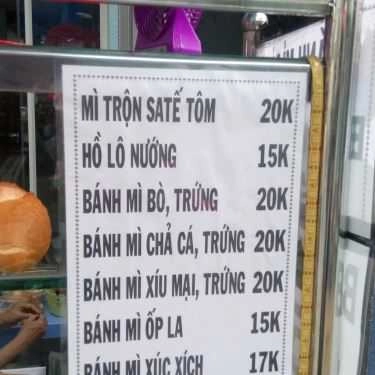 MÌ TRỘN SATẾ TÔM 20K
HỒ LÔ NƯỚNG 15K
BÁNH MÌ BÒ, TRỨNG 20K
BÁNH MÌ CHẢ CÁ, TRỨNG 20K
BÁNH MÌ XÍU MẠI, TRỨNG 20K
BÁNH MÌ ỐP LA 15K
BÁNH MÌ XÚC XÍCH 17K